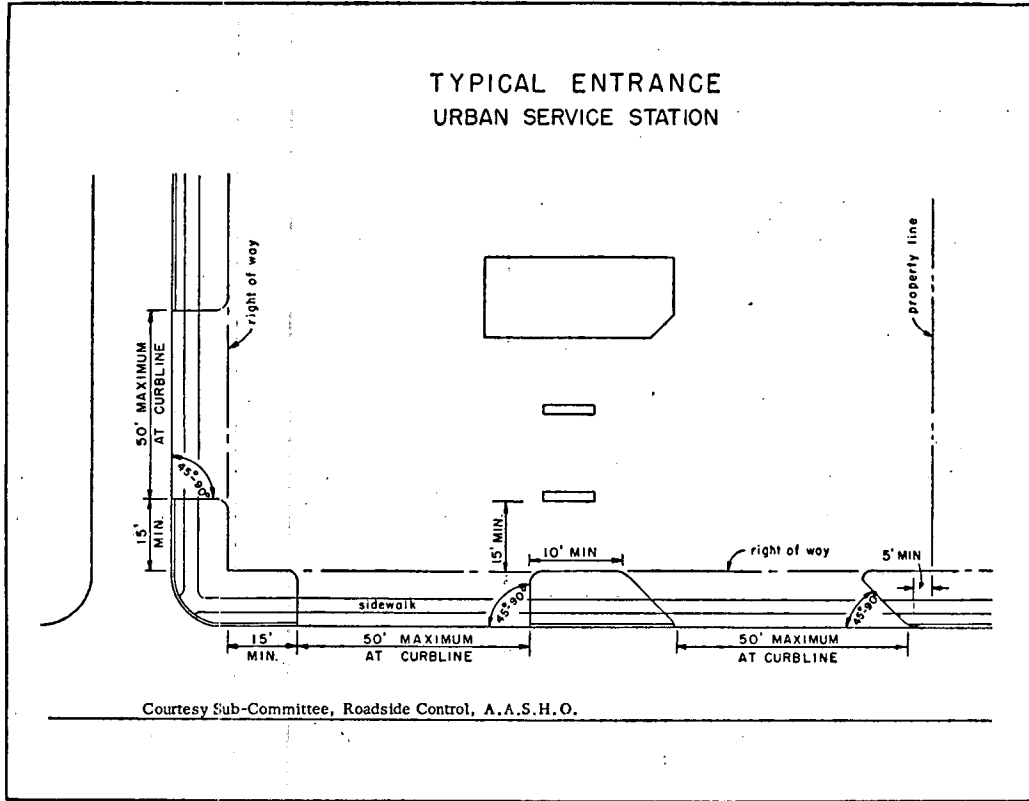 TYPICAL ENTRANCE
URBAN SERVICE STATION
right of way
property line
50' MAXIMUM
AT CURBLINE
45°-90°
15'
MIN.
15' MIN.
10' MIN
right of way
5' MIN
sidewalk
45°-90°
45°-90°
15'
MIN.
50' MAXIMUM
AT CURBLINE
50' MAXIMUM
AT CURBLINE
Courtesy Sub-Committee, Roadside Control, A.A.S.H.O.